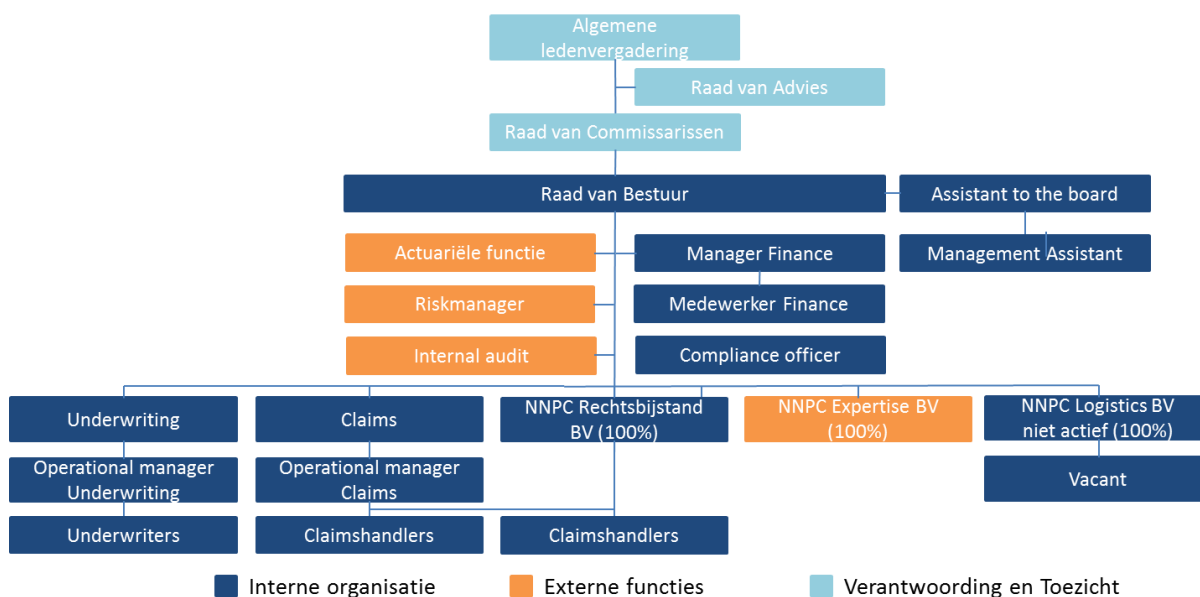 Algemene
ledenvergadering
Raad van Advies
Raad van Commissarissen
Raad van Bestuur
Assistant to the board
Actuariële functie
Manager Finance
Management Assistant
Riskmanager
Medewerker Finance
Internal audit
Compliance officer
Underwriting
Claims
NNPC Rechtsbijstand
BV (100%)
NNPC Expertise BV
(100%)
NNPC Logistics BV
niet actief (100%)
Operational manager
Underwriting
Operational manager
Claims
Vacant
Underwriters
Claimshandlers
Claimshandlers
Interne organisatie
Externe functies
Verantwoording en Toezicht